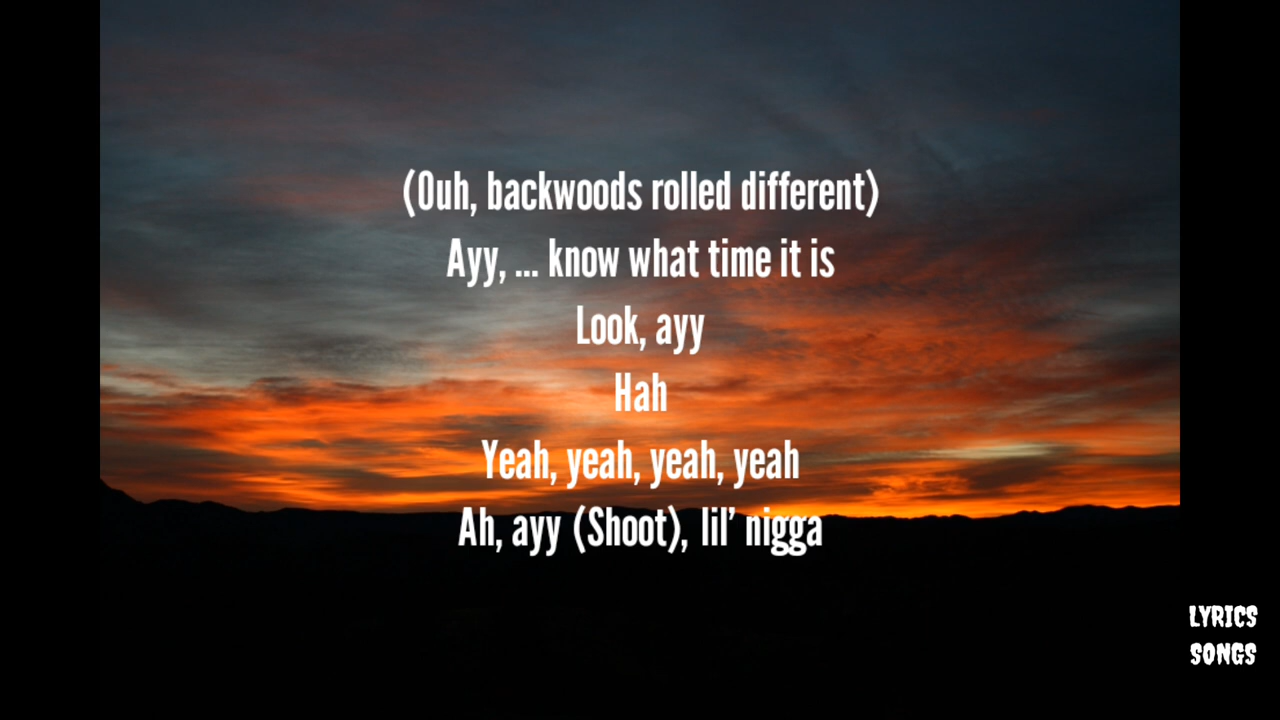 (Ouh, backwoods rolled different)
Ayy, ... know what time it is
Look, ayy
Hah
Yeah, yeah, yeah, yeah
Ah, ayy (Shoot), lil' nigga
LYRICS
SONGS